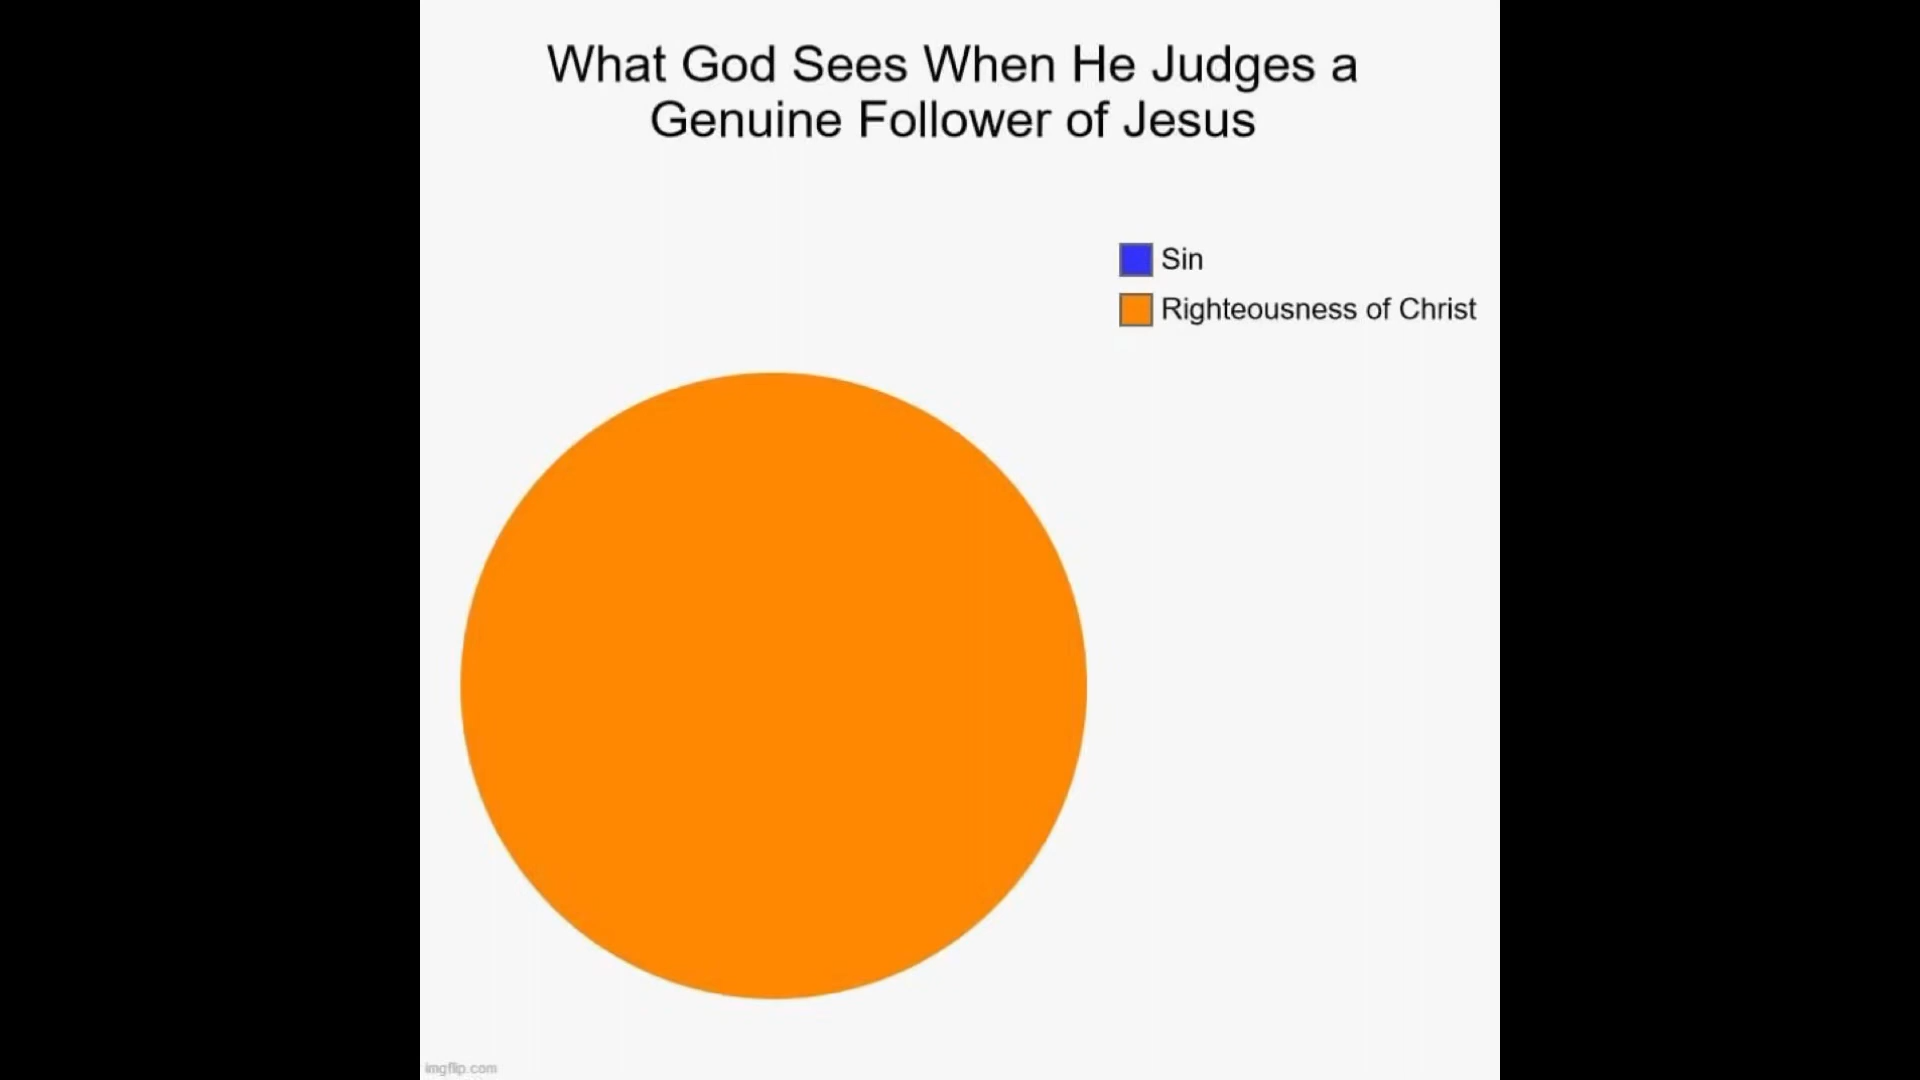 What God Sees When He Judges a
Genuine Follower of Jesus
Sin
Righteousness of Christ
imgflip.com